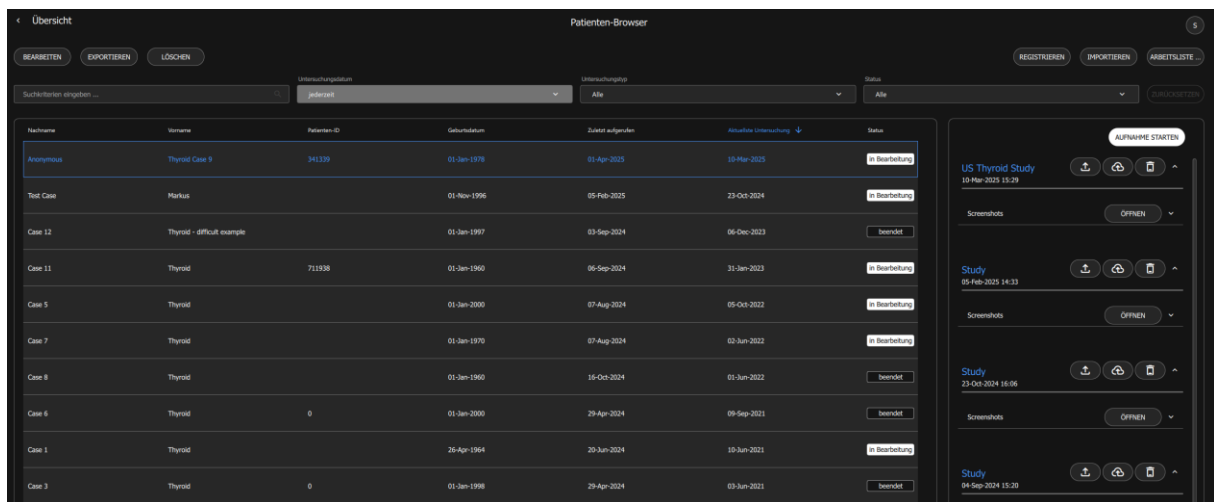 Übersicht
Patienten-Browser
S
BEARBEITEN EXPORTIEREN LÖSCHEN
REGISTRIEREN IMPORTIEREN ARBEITSLISTE ...
Untersuchungsdatum Untersuchungstyp Status
Suchkriterien eingeben ... jederzeit Alle Alle ZURÜCKSETZEN
Nachname Vorname Patienten-ID Geburtsdatum Zuletzt aufgerufen Aktuellste Untersuchung Status
Anonymous Thyroid Case 9 341339 01-Jan-1978 01-Apr-2025 10-Mar-2025 in Bearbeitung
Test Case Markus 01-Nov-1996 05-Feb-2025 23-Oct-2024 in Bearbeitung
Case 12 Thyroid - difficult example 01-Jan-1997 03-Sep-2024 06-Dec-2023 beendet
Case 11 Thyroid 711938 01-Jan-1960 06-Sep-2024 31-Jan-2023 in Bearbeitung
Case 5 Thyroid 01-Jan-2000 07-Aug-2024 05-Oct-2022 in Bearbeitung
Case 7 Thyroid 01-Jan-1970 07-Aug-2024 02-Jun-2022 in Bearbeitung
Case 8 Thyroid 01-Jan-1960 16-Oct-2024 01-Jun-2022 beendet
Case 6 Thyroid 0 01-Jan-2000 29-Apr-2024 09-Sep-2021 beendet
Case 1 Thyroid 26-Apr-1964 20-Jun-2024 10-Jun-2021 in Bearbeitung
Case 3 Thyroid 0 01-Jan-1998 29-Apr-2024 03-Jun-2021 beendet
AUFNAHME STARTEN
US Thyroid Study
10-Mar-2025 15:29
Screenshots ÖFFNEN
Study
05-Feb-2025 14:33
Screenshots ÖFFNEN
Study
23-Oct-2024 16:06
Screenshots ÖFFNEN
Study
04-Sep-2024 15:20